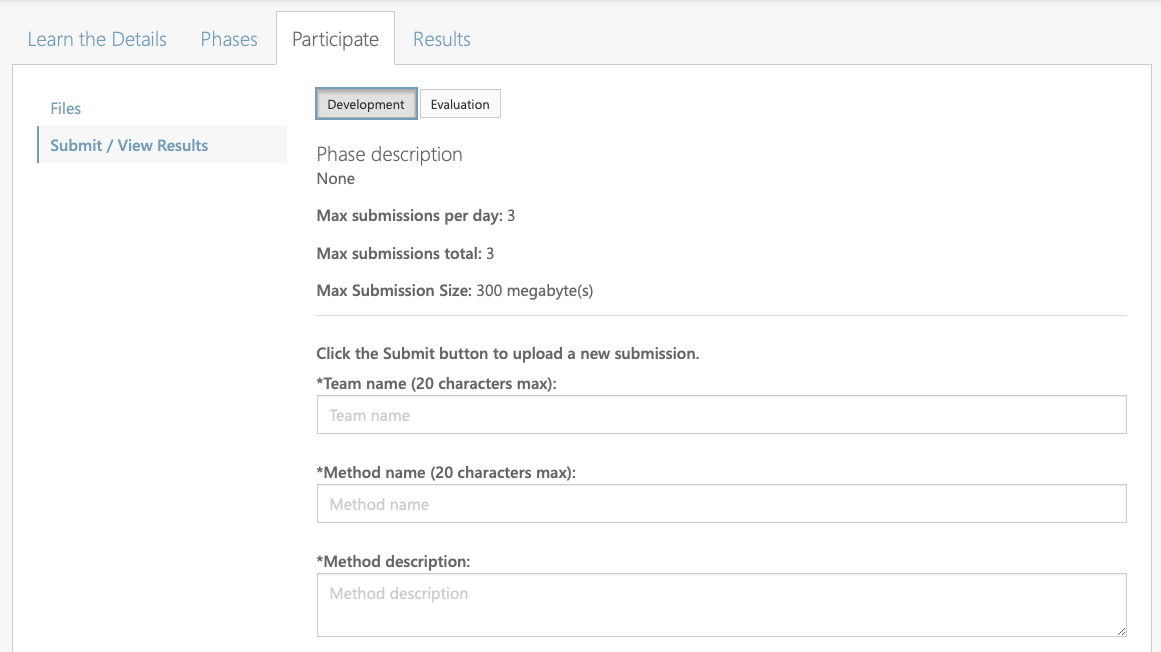 Learn the Details Phases Participate Results
Files
Submit / View Results
Development Evaluation
Phase description
None
Max submissions per day: 3
Max submissions total: 3
Max Submission Size: 300 megabyte(s)
Click the Submit button to upload a new submission.
*Team name (20 characters max):
Team name
*Method name (20 characters max):
Method name
*Method description:
Method description